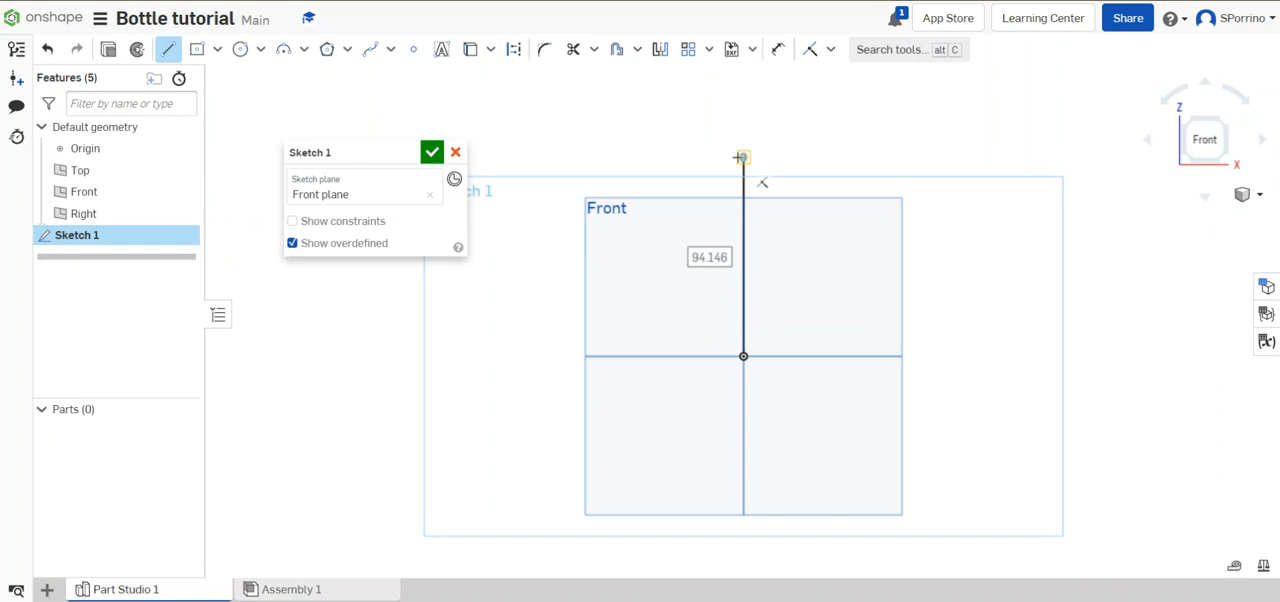 onshape
Bottle tutorial Main
1
App Store
Learning Center
Share
SPorrino
Search tools... alt C
Features (5)
Filter by name or type
Default geometry
Origin
Top
Front
Right
Sketch 1
Parts (0)
Sketch 1
Sketch plane
Front plane
Show constraints
Show overdefined
ch 1
Front
94.146
Z
Front
X
Part Studio 1
Assembly 1